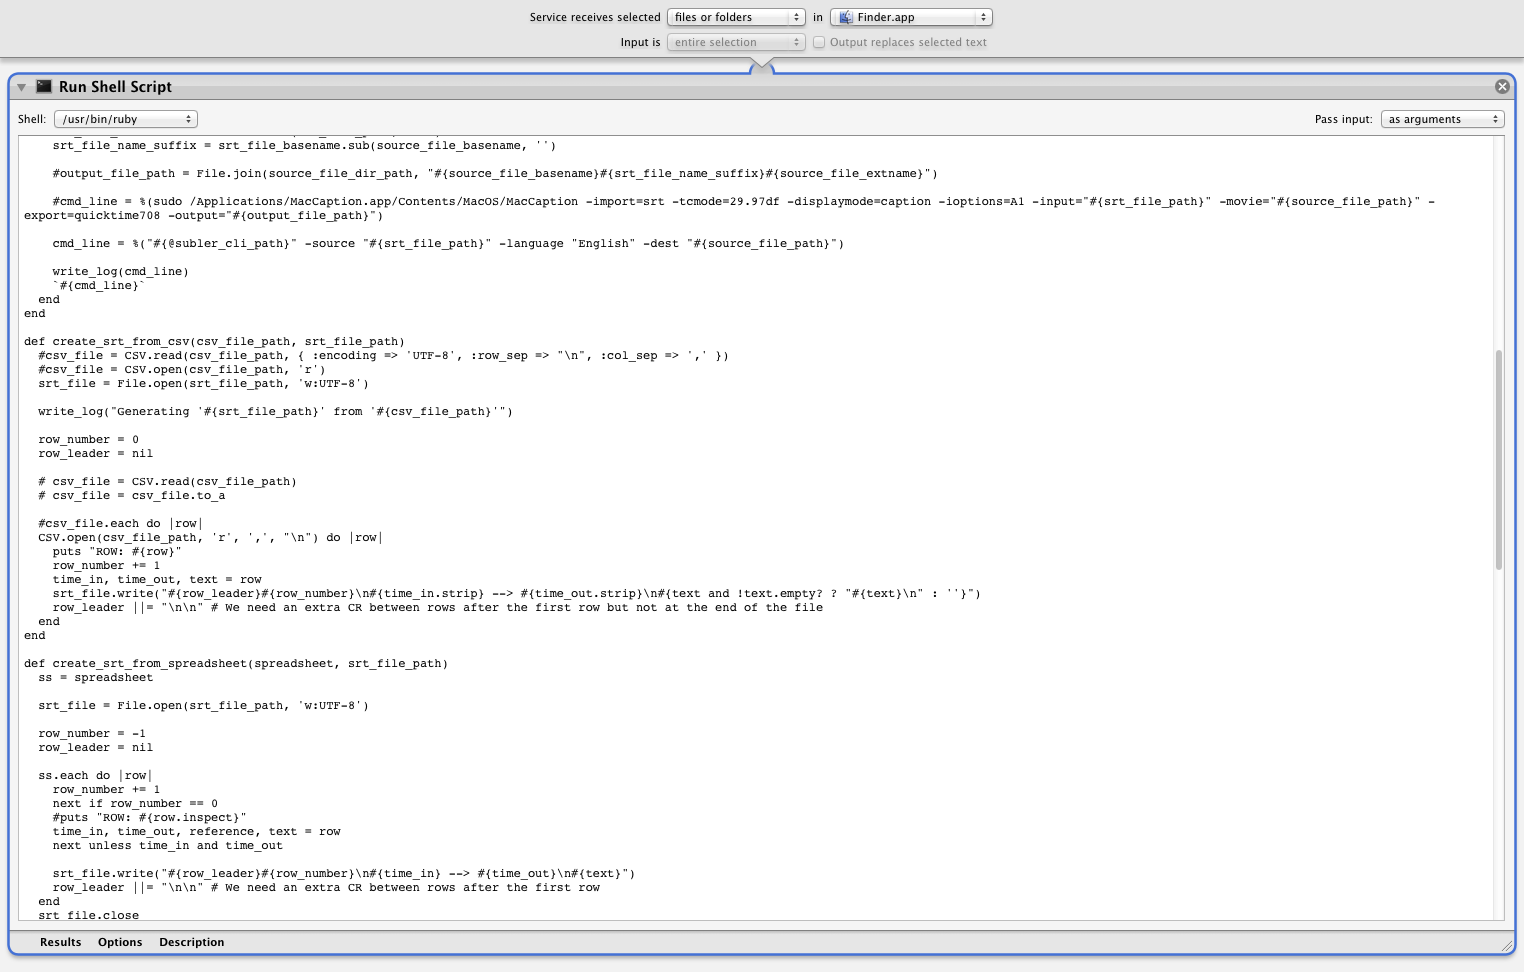 Service receives selected files or folders in Finder.app
Input is entire selection Output replaces selected text
Run Shell Script
Shell: /usr/bin/ruby Pass input: as arguments
srt_file_name_suffix = srt_file_basename.sub(source_file_basename, '')
#output_file_path = File.join(source_file_dir_path, "#{source_file_basename}#{srt_file_name_suffix}#{source_file_extname}")
#cmd_line = %(sudo /Applications/MacCaption.app/Contents/MacOS/MacCaption -import=srt -tcmode=29.97df -displaymode=caption -ioptions=A1 -input="#{srt_file_path}" -movie="#{source_file_path}" -
export=quicktime708 -output="#{output_file_path}")
cmd_line = %("#{@subler_cli_path}" -source "#{srt_file_path}" -language "English" -dest "#{source_file_path}")
write_log(cmd_line)
`#{cmd_line}`
end
end
def create_srt_from_csv(csv_file_path, srt_file_path)
#csv_file = CSV.read(csv_file_path, { :encoding => 'UTF-8', :row_sep => "\n", :col_sep => ',' })
#csv_file = CSV.open(csv_file_path, 'r')
srt_file = File.open(srt_file_path, 'w:UTF-8')
write_log("Generating '#{srt_file_path}' from '#{csv_file_path}'")
row_number = 0
row_leader = nil
# csv_file = CSV.read(csv_file_path)
# csv_file = csv_file.to_a
#csv_file.each do |row|
CSV.open(csv_file_path, 'r', ',', "\n") do |row|
puts "ROW: #{row}"
row_number += 1
time_in, time_out, text = row
srt_file.write("#{row_leader}#{row_number}\n#{time_in.strip} --> #{time_out.strip}\n#{text and !text.empty? ? "#{text}\n" : ''}")
row_leader ||= "\n\n" # We need an extra CR between rows after the first row but not at the end of the file
end
end
def create_srt_from_spreadsheet(spreadsheet, srt_file_path)
ss = spreadsheet
srt_file = File.open(srt_file_path, 'w:UTF-8')
row_number = -1
row_leader = nil
ss.each do |row|
row_number += 1
next if row_number == 0
#puts "ROW: #{row.inspect}"
time_in, time_out, reference, text = row
next unless time_in and time_out
srt_file.write("#{row_leader}#{row_number}\n#{time_in} --> #{time_out}\n#{text}")
row_leader ||= "\n\n" # We need an extra CR between rows after the first row
end
srt_file.close
Results Options Description